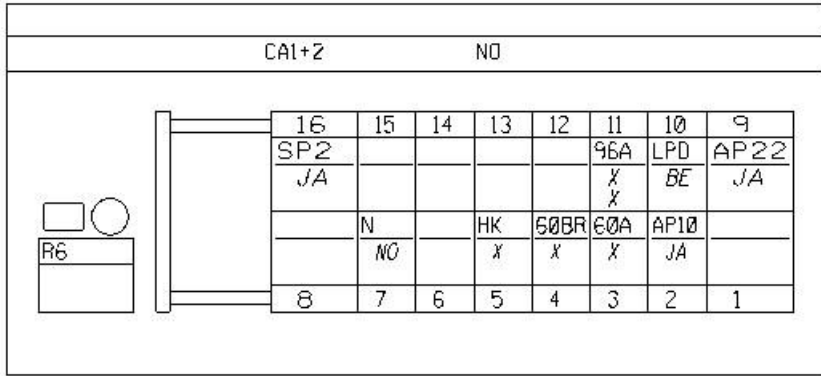 CA1+2 NO
16 15 14 13 12 11 10 9
SP2 96A LPD AP22
JA X BE JA
X
N HK 60BR 60A AP10
R6
NO X X X JA
8 7 6 5 4 3 2 1